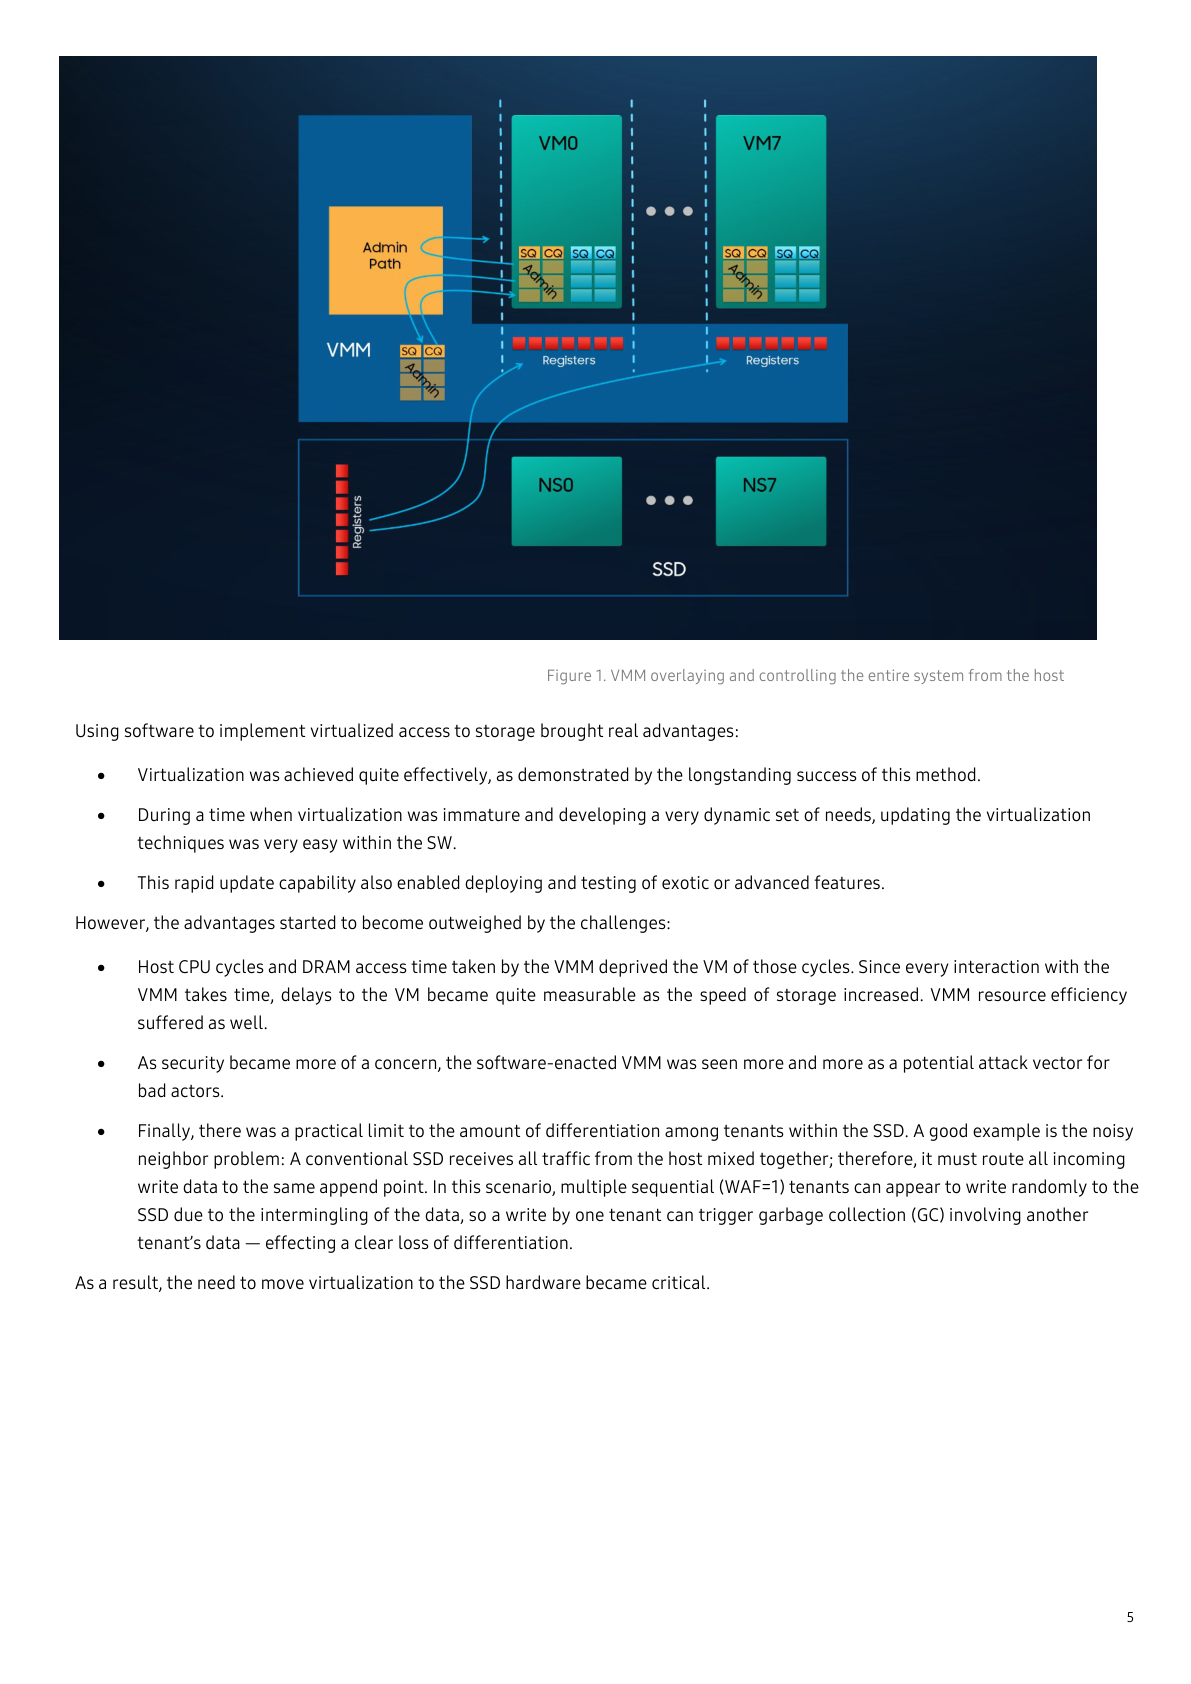 VM0
VM7
Admin
Path
SQ CQ SQ CQ
Admin
SQ CQ SQ CQ
Admin
VMM
SQ CQ
Admin
Registers
Registers
Registers
NS0
NS7
SSD
Figure 1. VMM overlaying and controlling the entire system from the host
Using software to implement virtualized access to storage brought real advantages:
• Virtualization was achieved quite effectively, as demonstrated by the longstanding success of this method.
• During a time when virtualization was immature and developing a very dynamic set of needs, updating the virtualization
techniques was very easy within the SW.
• This rapid update capability also enabled deploying and testing of exotic or advanced features.
However, the advantages started to become outweighed by the challenges:
• Host CPU cycles and DRAM access time taken by the VMM deprived the VM of those cycles. Since every interaction with the
VMM takes time, delays to the VM became quite measurable as the speed of storage increased. VMM resource efficiency
suffered as well.
• As security became more of a concern, the software-enacted VMM was seen more and more as a potential attack vector for
bad actors.
• Finally, there was a practical limit to the amount of differentiation among tenants within the SSD. A good example is the noisy
neighbor problem: A conventional SSD receives all traffic from the host mixed together; therefore, it must route all incoming
write data to the same append point. In this scenario, multiple sequential (WAF=1) tenants can appear to write randomly to the
SSD due to the intermingling of the data, so a write by one tenant can trigger garbage collection (GC) involving another
tenant's data — effecting a clear loss of differentiation.
As a result, the need to move virtualization to the SSD hardware became critical.
5